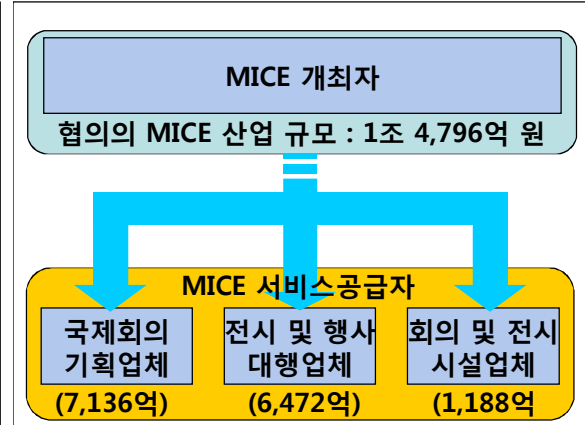 MICE 개최자
협의의 MICE 산업 규모 : 1조 4,796억 원
MICE 서비스공급자
국제회의
기획업체
전시 및 행사
대행업체
회의 및 전시
시설업체
(7,136억)
(6,472억)
(1,188억